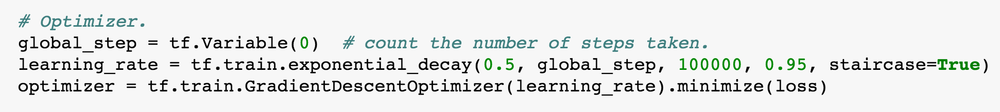 # Optimizer.
global_step = tf.Variable(0)  # count the number of steps taken.
learning_rate = tf.train.exponential_decay(0.5, global_step, 100000, 0.95, staircase=True)
optimizer = tf.train.GradientDescentOptimizer(learning_rate).minimize(loss)